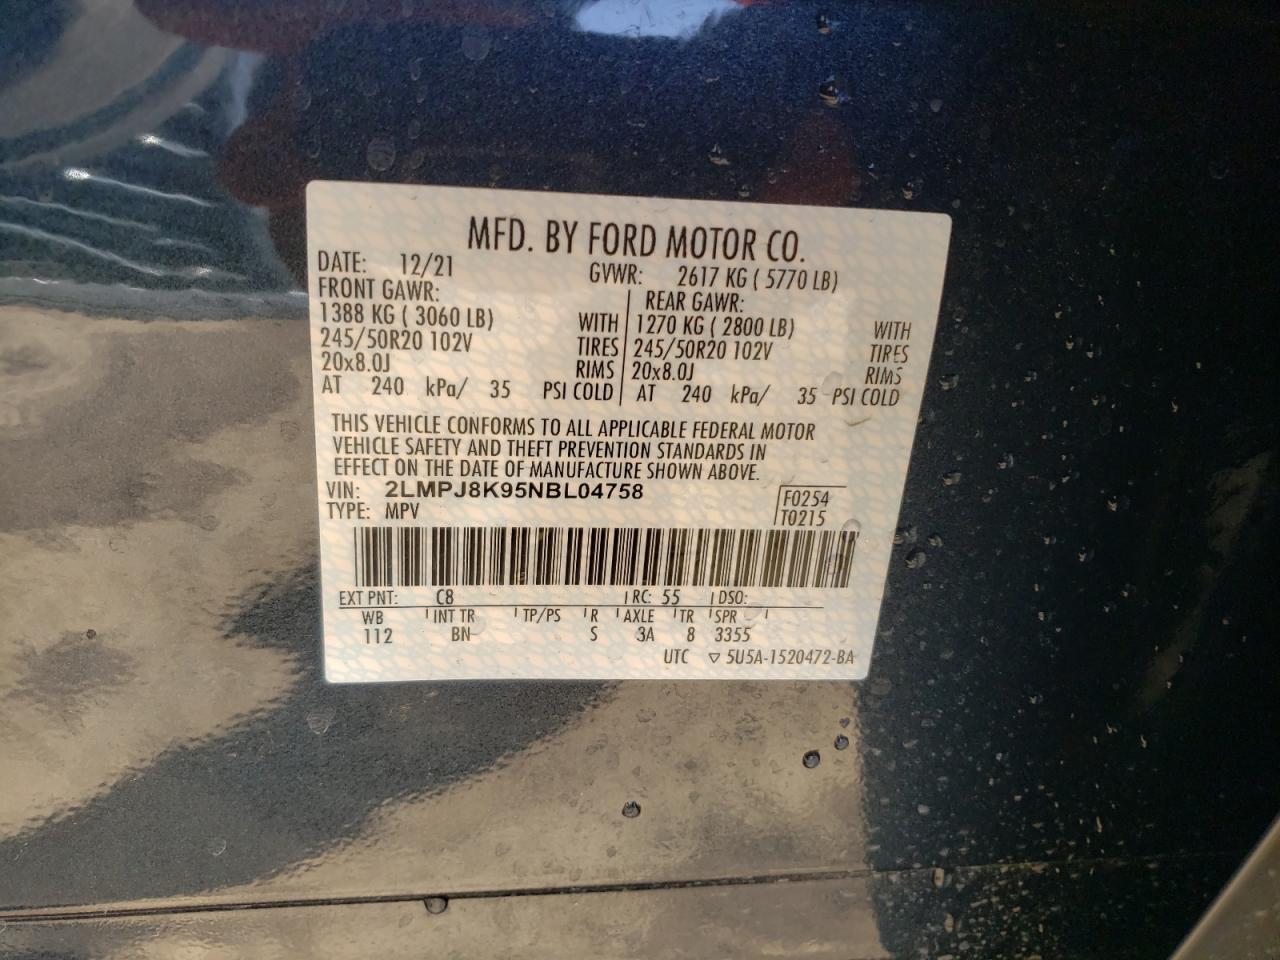 MFD. BY FORD MOTOR CO.
DATE: 12/21 GVWR: 2617 KG ( 5770 LB)
FRONT GAWR: REAR GAWR:
1388 KG ( 3060 LB) WITH 1270 KG ( 2800 LB) WITH
245/50R20 102V TIRES 245/50R20 102V TIRES
20x8.0J RIMS 20x8.0J RIMS
AT 240 kPa/ 35 PSI COLD AT 240 kPa/ 35 PSI COLD
THIS VEHICLE CONFORMS TO ALL APPLICABLE FEDERAL MOTOR
VEHICLE SAFETY AND THEFT PREVENTION STANDARDS IN
EFFECT ON THE DATE OF MANUFACTURE SHOWN ABOVE.
VIN: 2LMPJ8K95NBL04758 F0254
TYPE: MPV T0215
EXT PNT: C8 RC: 55 DSO:
WB INT TR TP/PS R AXLE TR SPR
112 BN S 3A 8 3355
UTC ▽ 5U5A-1520472-BA